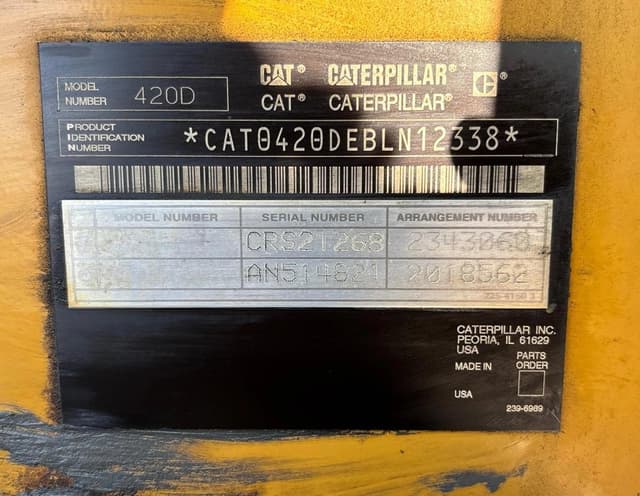 CAT® CATERPILLAR® ®
MODEL NUMBER 420D CAT® CATERPILLAR®
PRODUCT IDENTIFICATION NUMBER *CAT0420DEBLN12338*
MODEL NUMBER SERIAL NUMBER ARRANGEMENT NUMBER
CRS21268 2343060
AN514821 2018562
CATERPILLAR INC.
PEORIA, IL 61629
USA
PARTS
MADE IN ORDER
USA
239-6989